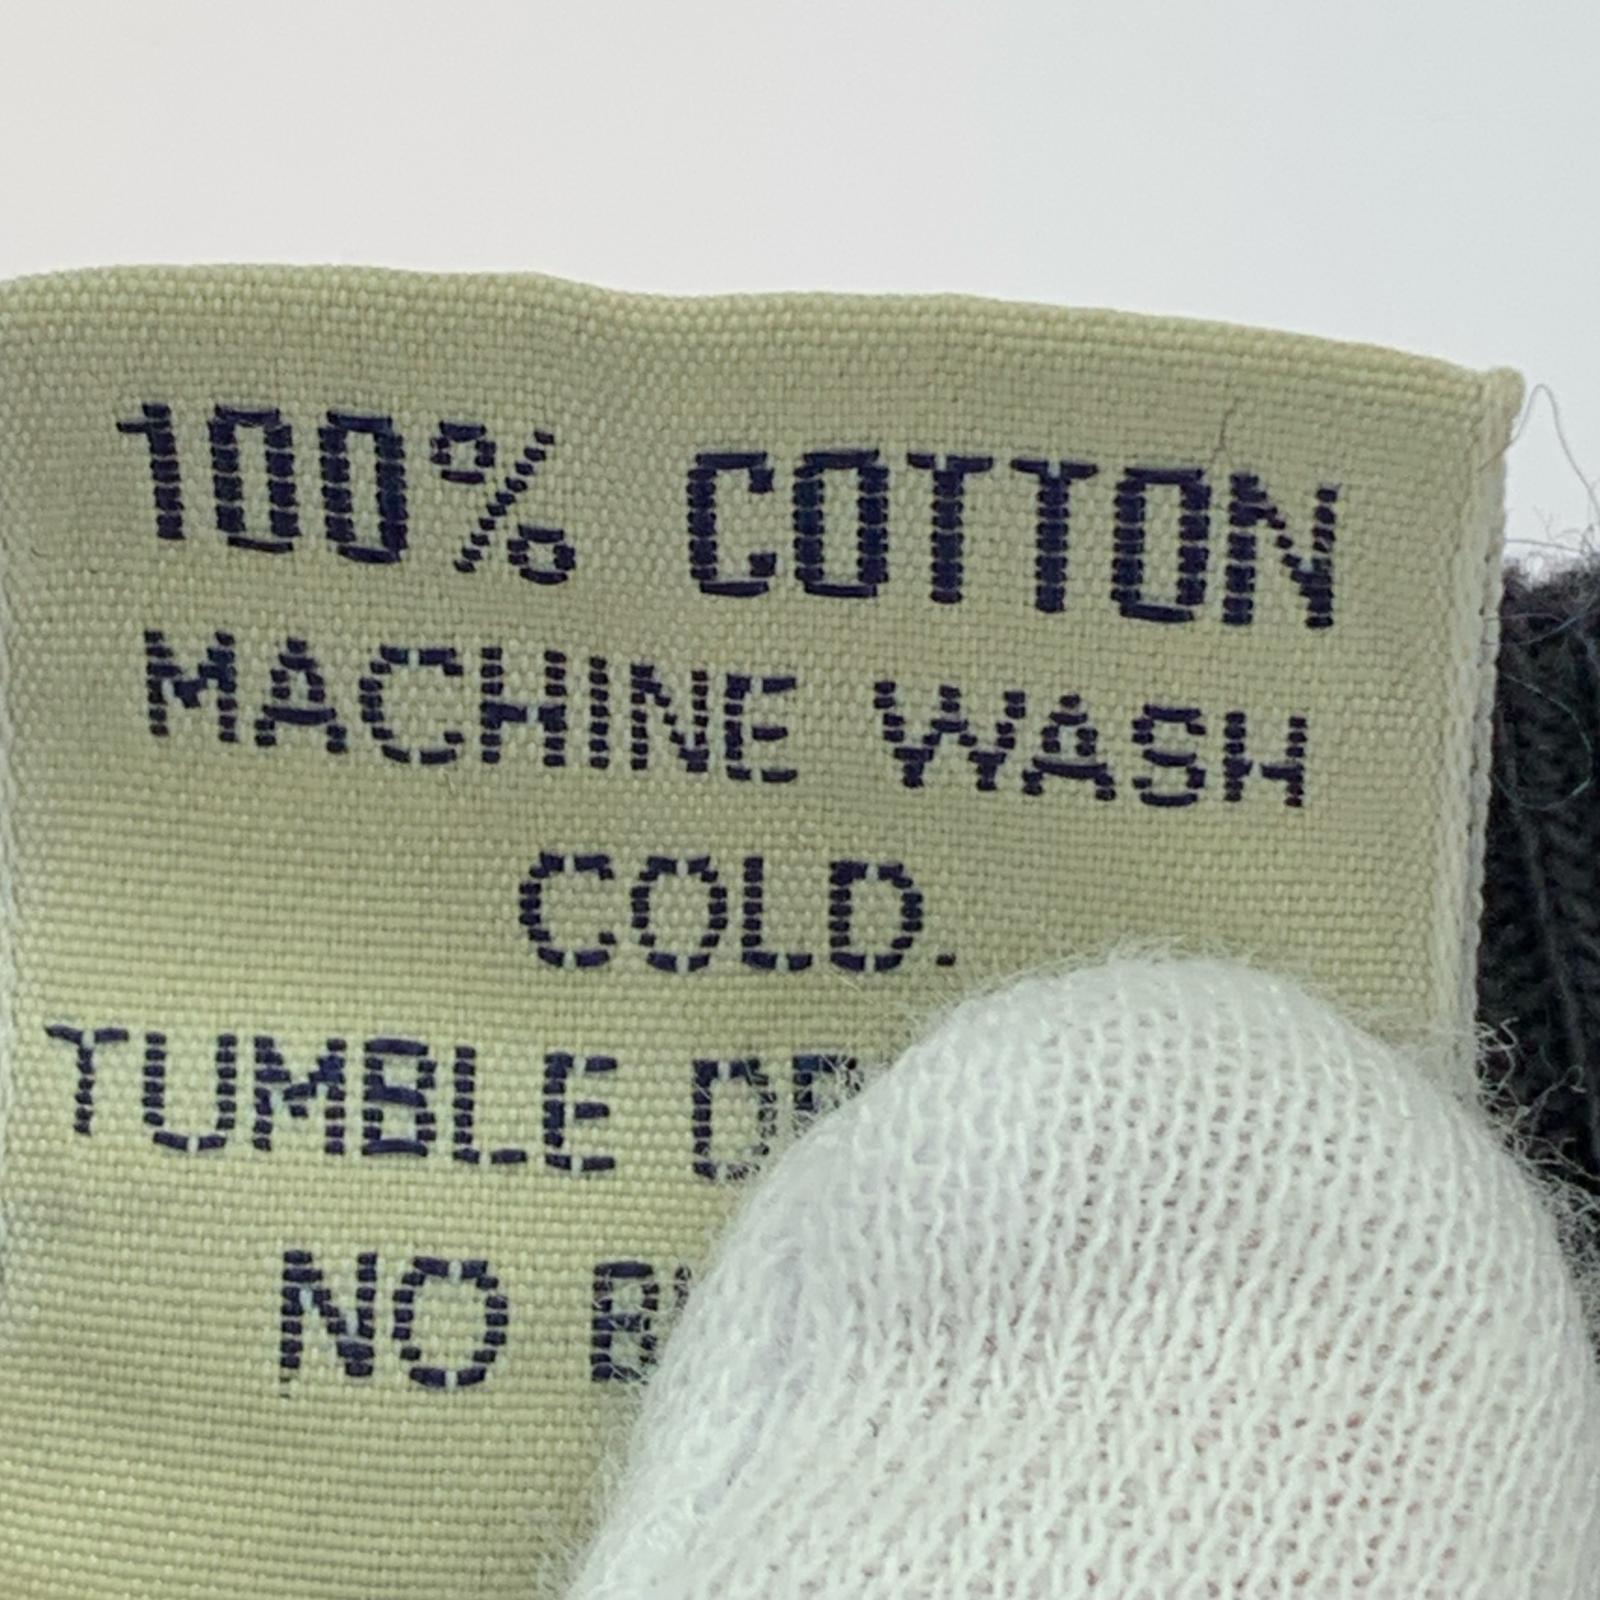 100% COTTON
MACHINE WASH
COLD.
TUMBLE
NO